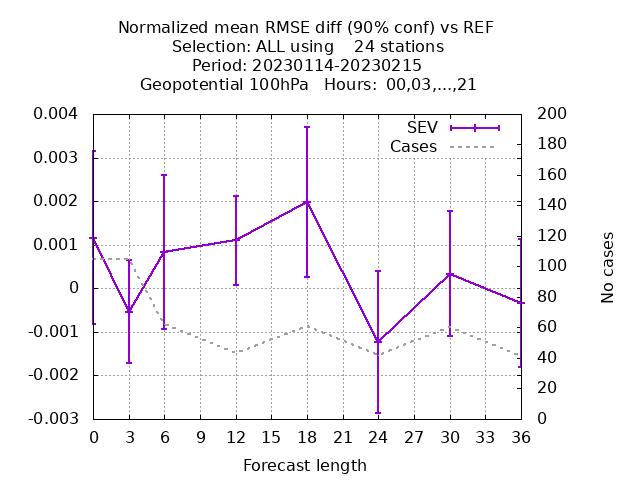 Normalized mean RMSE diff (90% conf) vs REF
Selection: ALL using    24 stations
Period: 20230114-20230215
Geopotential 100hPa   Hours:  00,03,...,21
0.004
0.003
0.002
0.001
0
-0.001
-0.002
-0.003
200
180
160
140
120
100
80
60
40
20
0
SEV
Cases
No cases
0 3 6 9 12 15 18 21 24 27 30 33 36
Forecast length